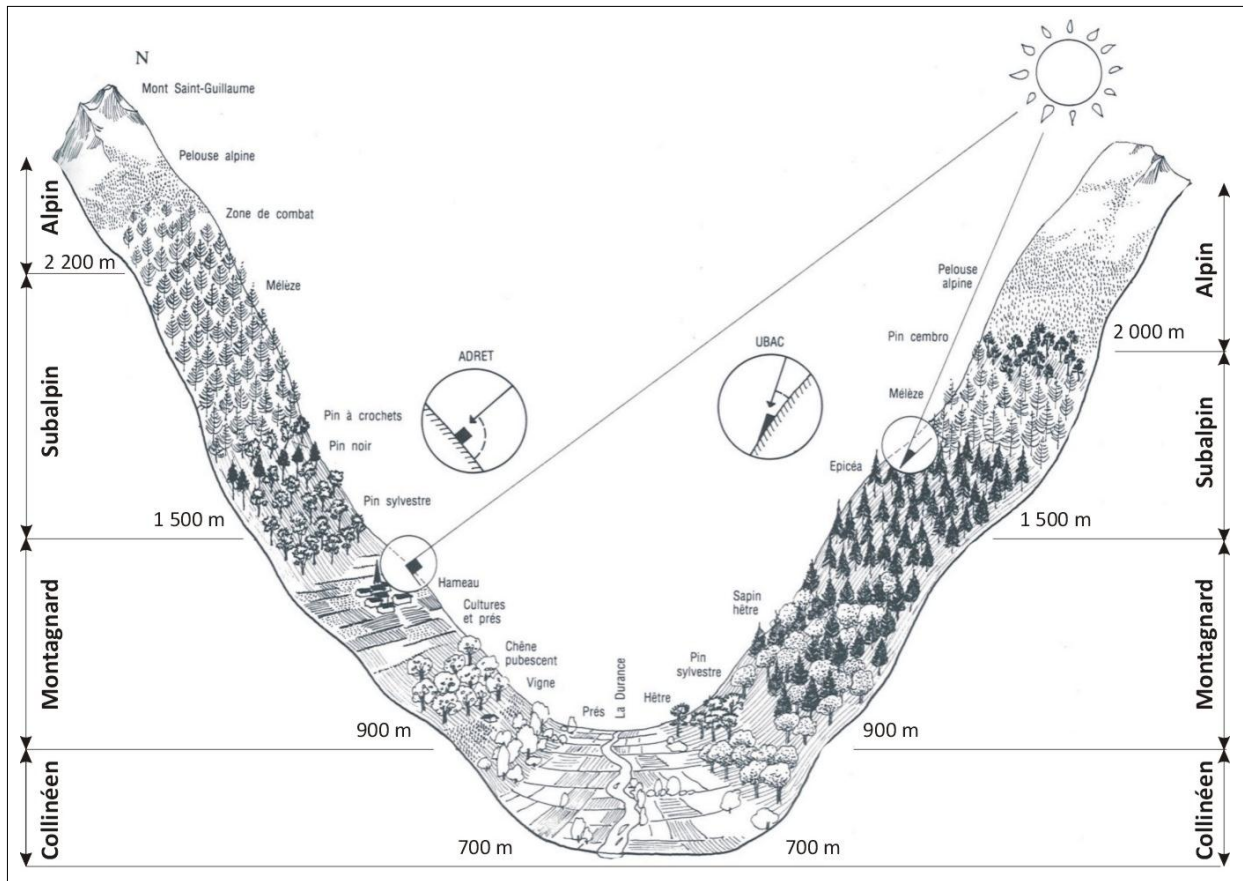 N
Mont Saint-Guillaume
Pelouse alpine
Zone de combat
Mélèze
Pin à crochets
Pin noir
Pin sylvestre
Hameau
Cultures
et prés
Chêne
pubescent
Vigne
Prés
La Durance
Hêtre
Pin
sylvestre
Sapin
hêtre
Epicéa
Mélèze
Pin cembro
Pelouse
alpine
ADRET
UBAC
Alpin
2 200 m
Subalpin
1 500 m
Montagnard
900 m
Collinéen
700 m
Alpin
2 000 m
Subalpin
1 500 m
Montagnard
900 m
Collinéen
700 m